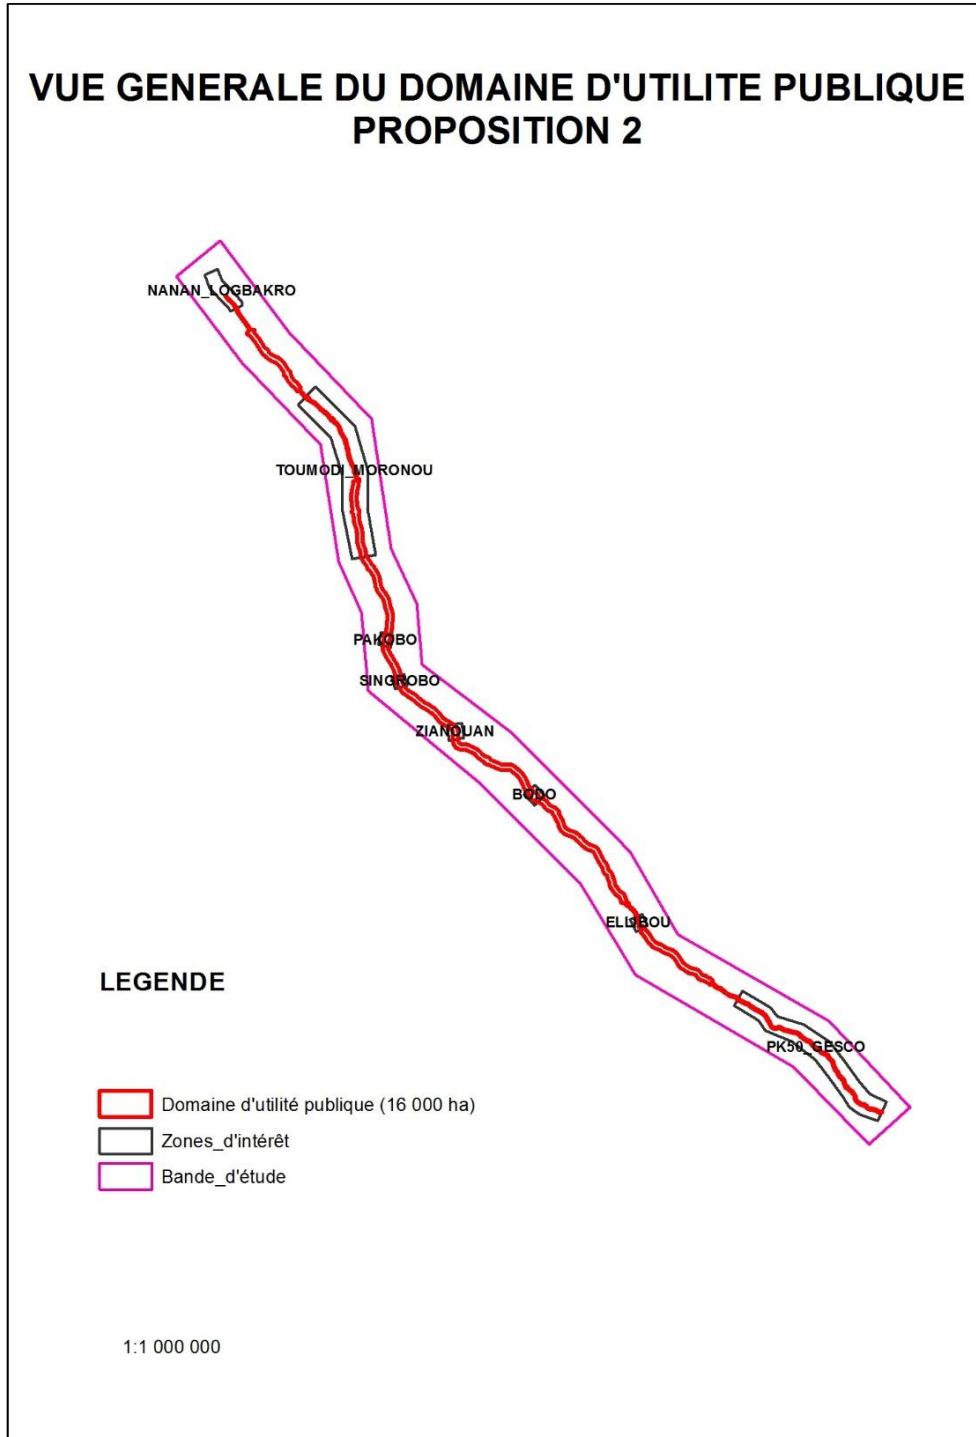 VUE GENERALE DU DOMAINE D'UTILITE PUBLIQUE
PROPOSITION 2
NANAN_LOGBAKRO
TOUMODI_MORONOU
PAKOBO
SINGROBO
ZIANOUAN
BODO
ELLIBOU
PK50_GESCO
LEGENDE
Domaine d'utilité publique (16 000 ha)
Zones_d'intérêt
Bande_d'étude
1:1 000 000